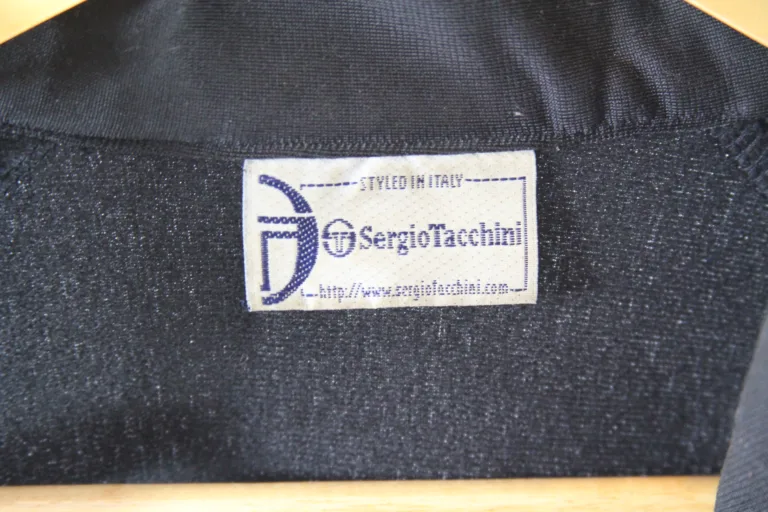 STYLED IN ITALY
SergioTacchini
http://www.sergiotacchini.com